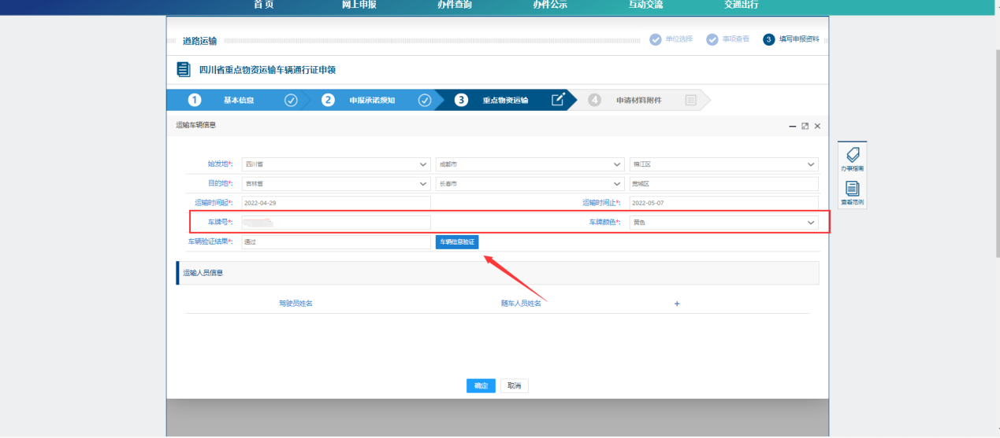 首页 网上申报 办件查询 办件公示 互动交流 交通出行
道路运输 单位选择 事项查看 3 填写申报资料
四川省重点物资运输车辆通行证申领
1 基本信息 2 申报承诺须知 3 重点物资运输 4 申请材料附件
运输车辆信息
始发地*: 四川省 成都市 锦江区
目的地*: 吉林省 长春市 宽城区
运输时间起*: 2022-04-29 运输时间止*: 2022-05-07
车牌号*: 车牌颜色*: 黄色
车辆验证结果*: 通过 车辆信息验证
运输人员信息
驾驶员姓名 随车人员姓名 +
确定 取消
办事指南
查看范例